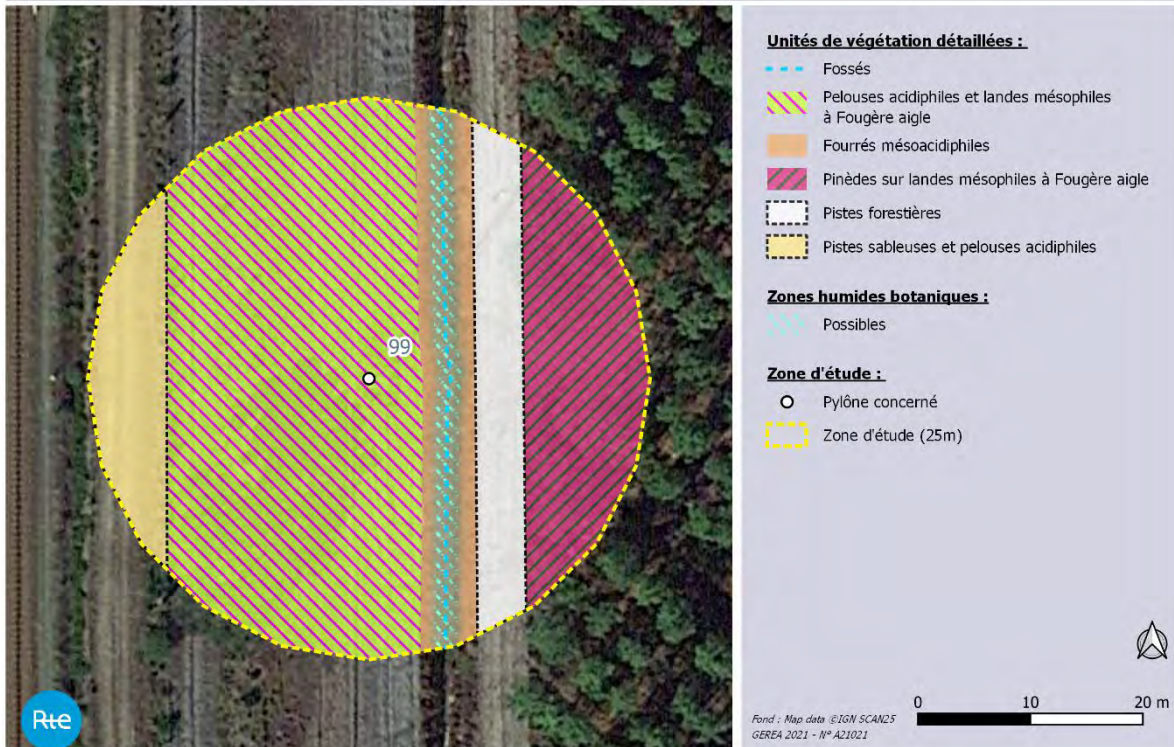 99
Rte
Unités de végétation détaillées :
Fossés
Pelouses acidiphiles et landes mésophiles
à Fougère aigle
Fourrés mésoacidiphiles
Pinèdes sur landes mésophiles à Fougère aigle
Pistes forestières
Pistes sableuses et pelouses acidiphiles
Zones humides botaniques :
Possibles
Zone d'étude :
Pylône concerné
Zone d'étude (25m)
0 10 20 m
Fond : Map data ©IGN SCAN25
GEREA 2021 - N° A21021